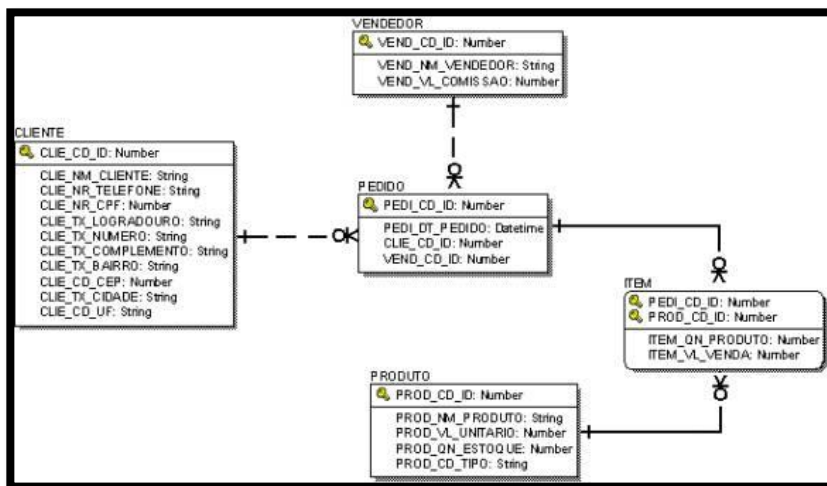 VENDEDOR
VEND_CD_ID: Number
VEND_NM_VENDEDOR: String
VEND_VL_COMISSAO: Number
CLIENTE
CLIE_CD_ID: Number
CLIE_NM_CLIENTE: String
CLIE_NR_TELEFONE: String
CLIE_NR_CPF: Number
CLIE_TX_LOGRADOURO: String
CLIE_TX_NUMERO: String
CLIE_TX_COMPLEMENTO: String
CLIE_TX_BAIRRO: String
CLIE_CD_CEP: Number
CLIE_TX_CIDADE: String
CLIE_CD_UF: String
PEDIDO
PEDI_CD_ID: Number
PEDI_DT_PEDIDO: Datetime
CLIE_CD_ID: Number
VEND_CD_ID: Number
ITEM
PEDI_CD_ID: Number
PROD_CD_ID: Number
ITEM_QN_PRODUTO: Number
ITEM_VL_VENDA: Number
PRODUTO
PROD_CD_ID: Number
PROD_NM_PRODUTO: String
PROD_VL_UNITARIO: Number
PROD_QN_ESTOQUE: Number
PROD_CD_TIPO: String